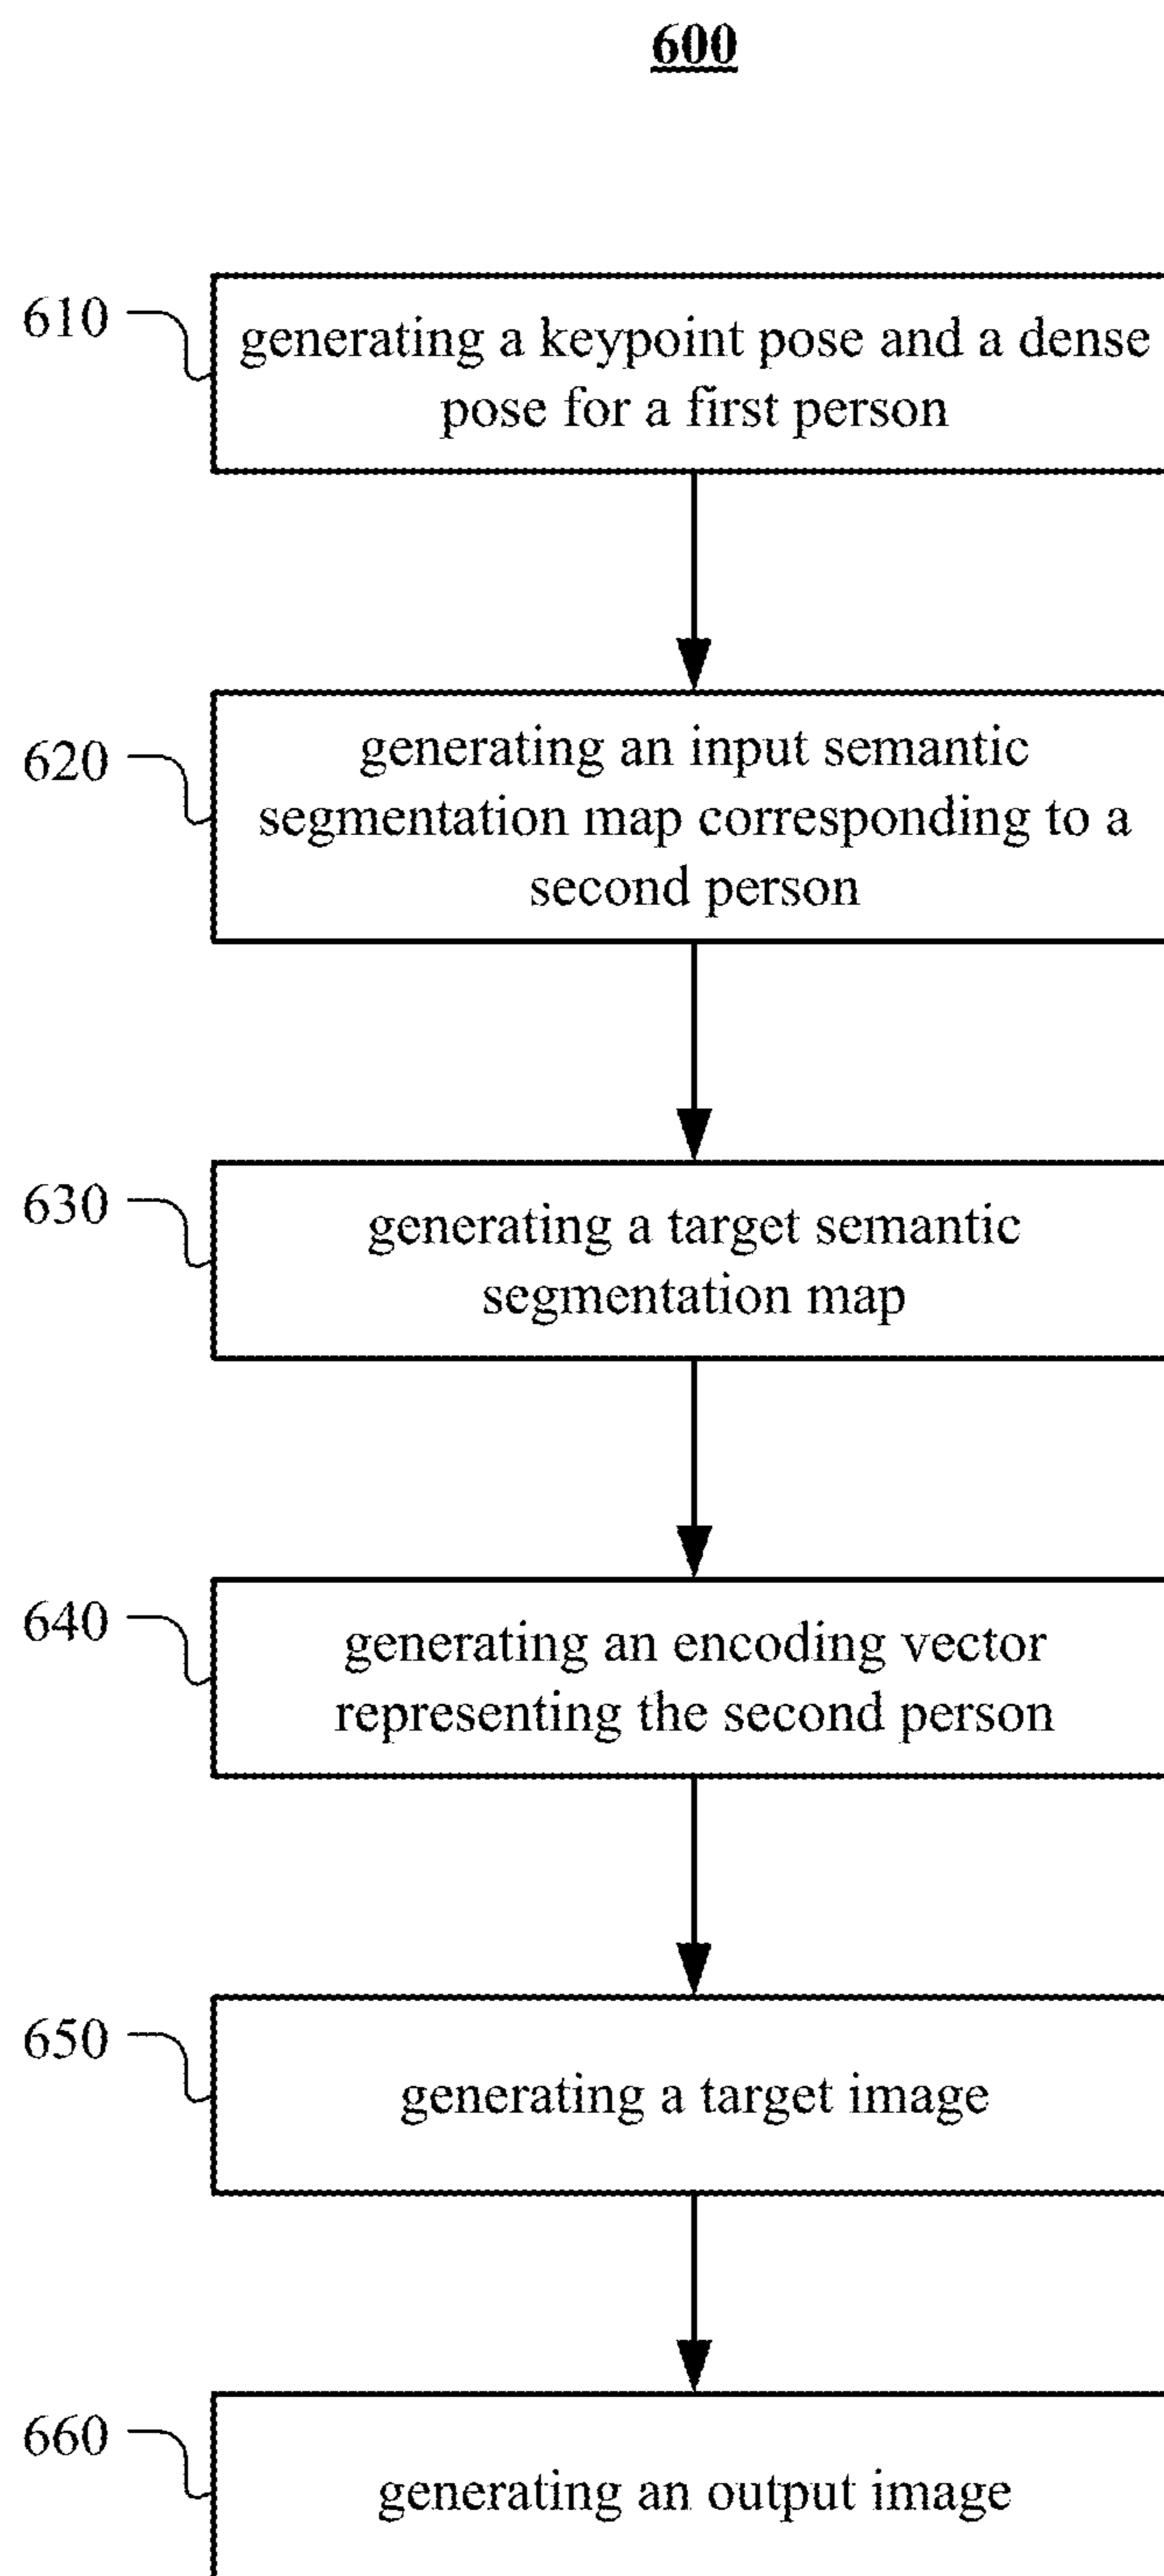 600
610
generating a keypoint pose and a dense
pose for a first person
620
generating an input semantic
segmentation map corresponding to a
second person
630
generating a target semantic
segmentation map
640
generating an encoding vector
representing the second person
650
generating a target image
660
generating an output image